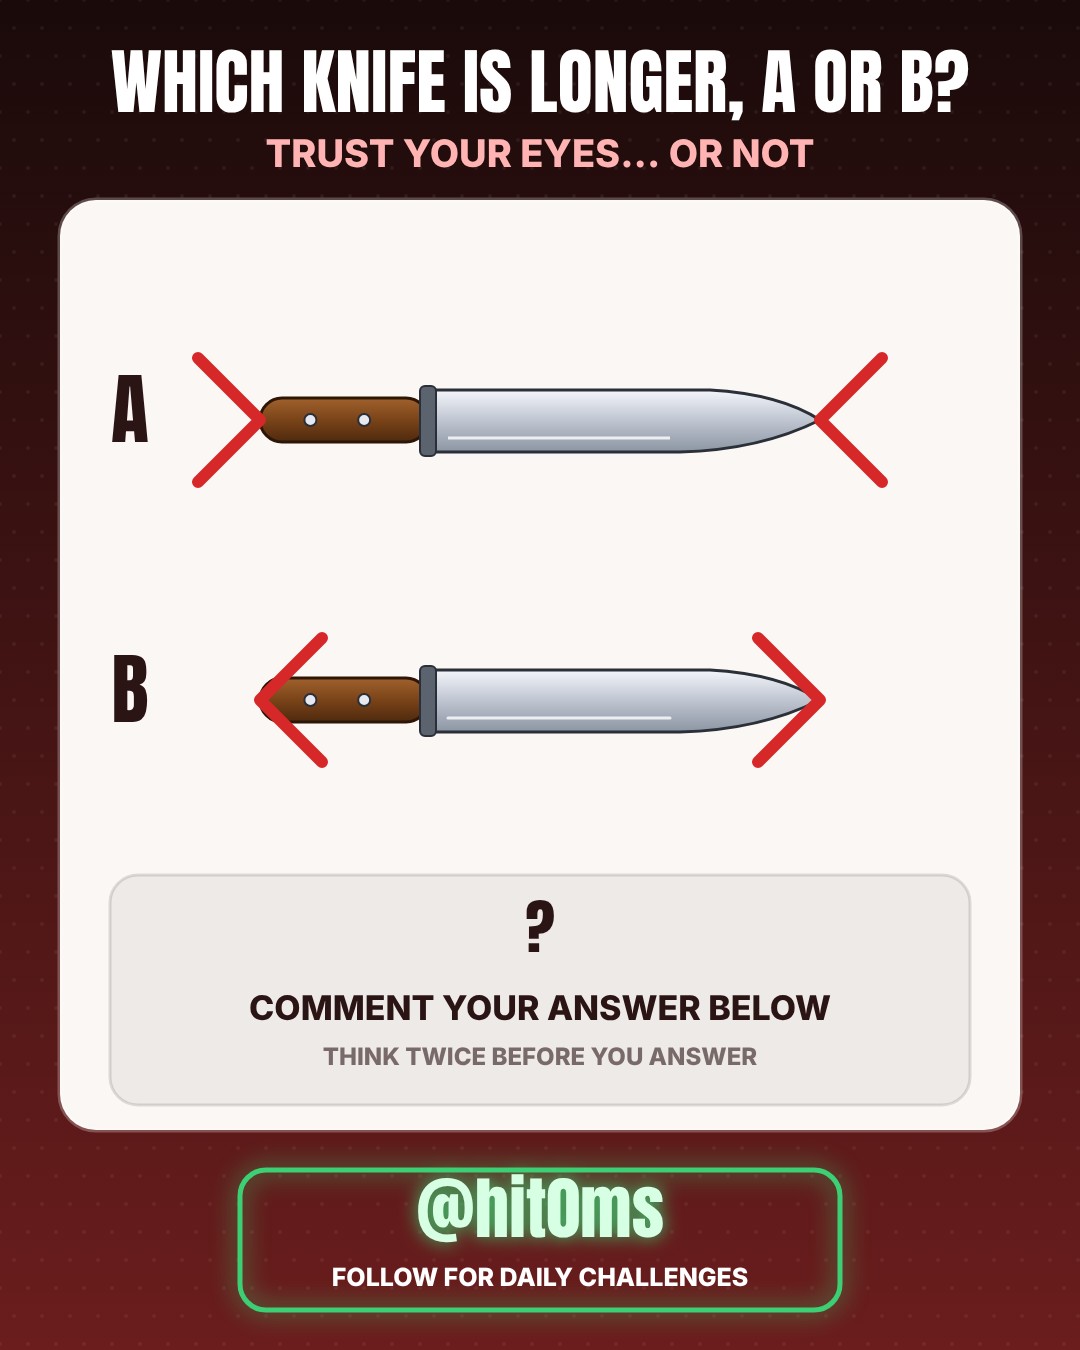 WHICH KNIFE IS LONGER, A OR B?
TRUST YOUR EYES... OR NOT
A
B
?
COMMENT YOUR ANSWER BELOW
THINK TWICE BEFORE YOU ANSWER
@hit0ms
FOLLOW FOR DAILY CHALLENGES